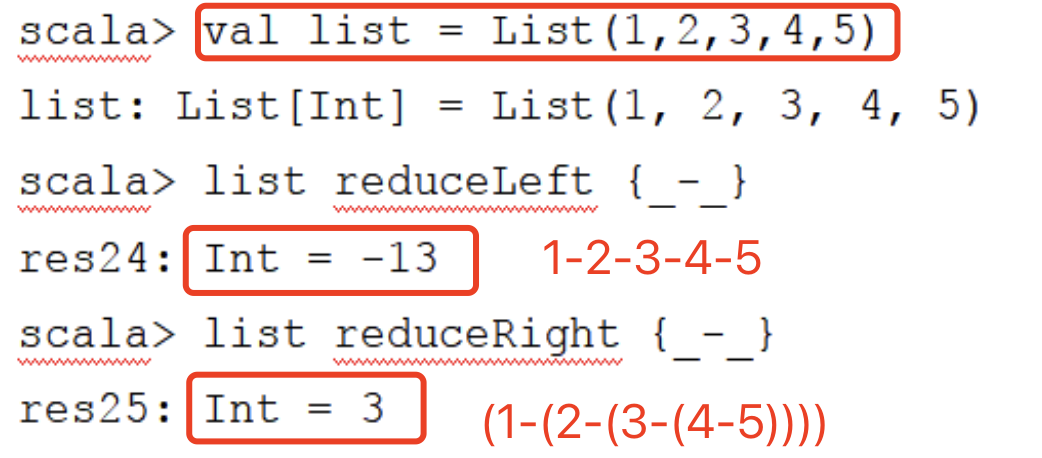 scala> val list = List(1,2,3,4,5)
list: List[Int] = List(1, 2, 3, 4, 5)
scala> list reduceLeft {_-_}
res24: Int = -13 1-2-3-4-5
scala> list reduceRight {_-_}
res25: Int = 3 (1-(2-(3-(4-5))))